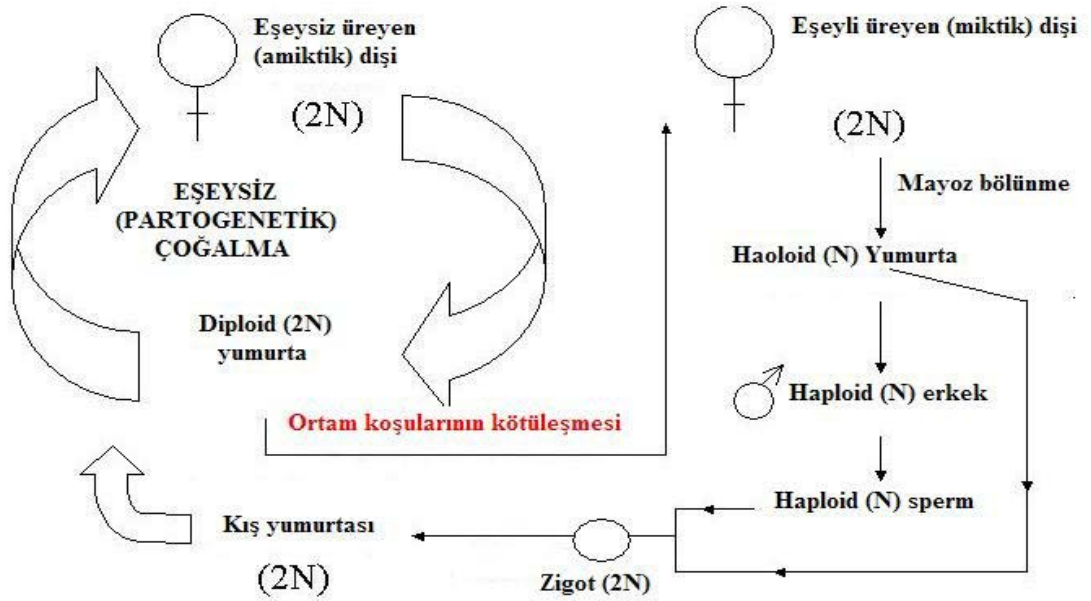 Eşeysiz üreyen
(amiktik) dişi
(2N)
EŞEYSİZ
(PARTOGENETİK)
ÇOĞALMA
Diploid (2N)
yumurta
Ortam koşularının kötüleşmesi
Kış yumurtası
(2N)
Eşeyli üreyen (miktik) dişi
(2N)
Mayoz bölünme
Haoloid (N) Yumurta
Haploid (N) erkek
Haploid (N) sperm
Zigot (2N)